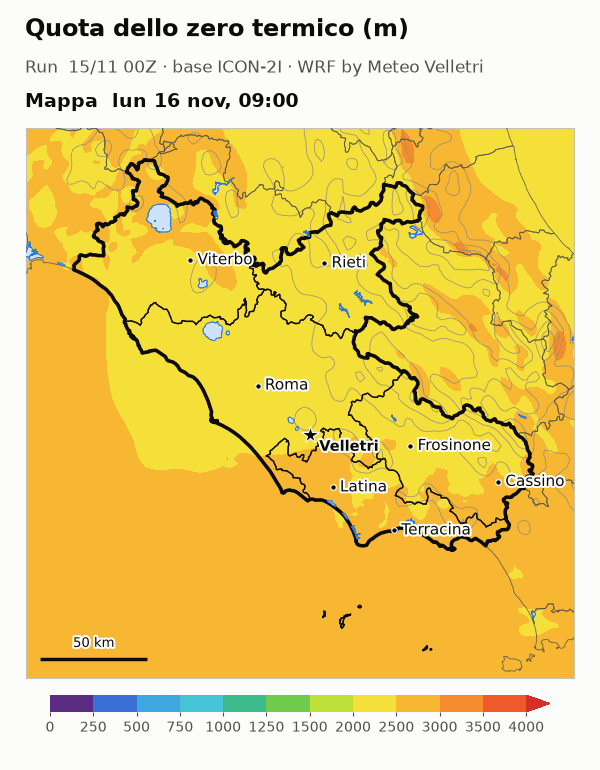 Quota dello zero termico (m)
Run 15/11 00Z · base ICON-2I · WRF by Meteo Velletri
Mappa lun 16 nov, 09:00
Viterbo
Rieti
Roma
Velletri
Frosinone
Latina
Cassino
Terracina
50 km
0 250 500 750 1000 1250 1500 2000 2500 3000 3500 4000